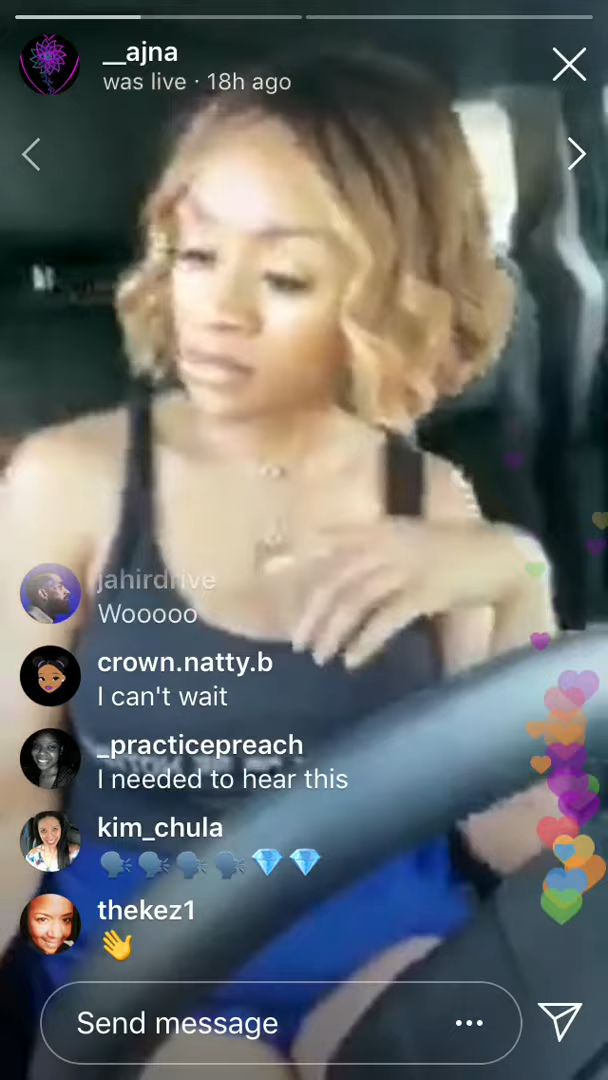 __ajna
was live · 18h ago
jahirdrive
Wooooo
crown.natty.b
I can't wait
_practicepreach
I needed to hear this
kim_chula
🗣🗣🗣🗣💎💎
thekez1
👋
Send message